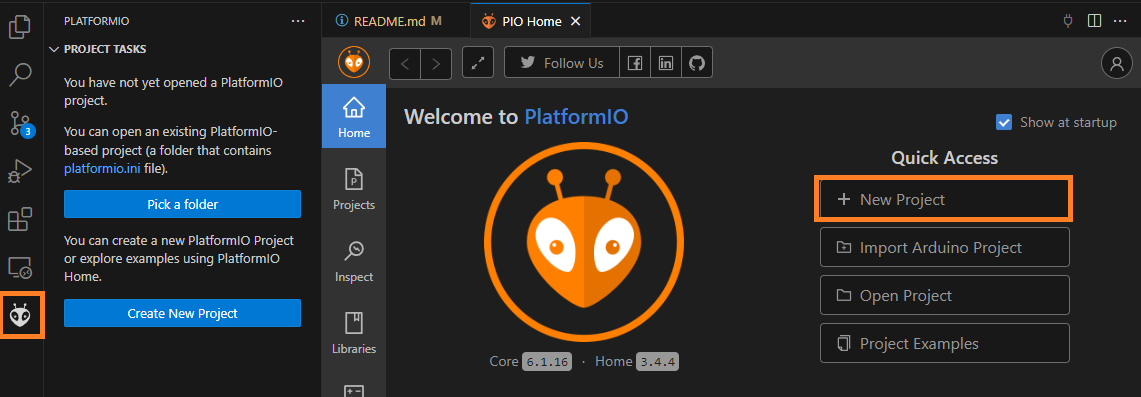 PLATFORMIO
PROJECT TASKS
You have not yet opened a PlatformIO
project.
You can open an existing PlatformIO-
based project (a folder that contains
platformio.ini file).
Pick a folder
You can create a new PlatformIO Project
or explore examples using PlatformIO
Home.
Create New Project
3
README.md M
PIO Home
Follow Us
Home
Projects
Inspect
Libraries
Welcome to PlatformIO
Show at startup
Quick Access
New Project
Import Arduino Project
Open Project
Project Examples
Core 6.1.16 · Home 3.4.4